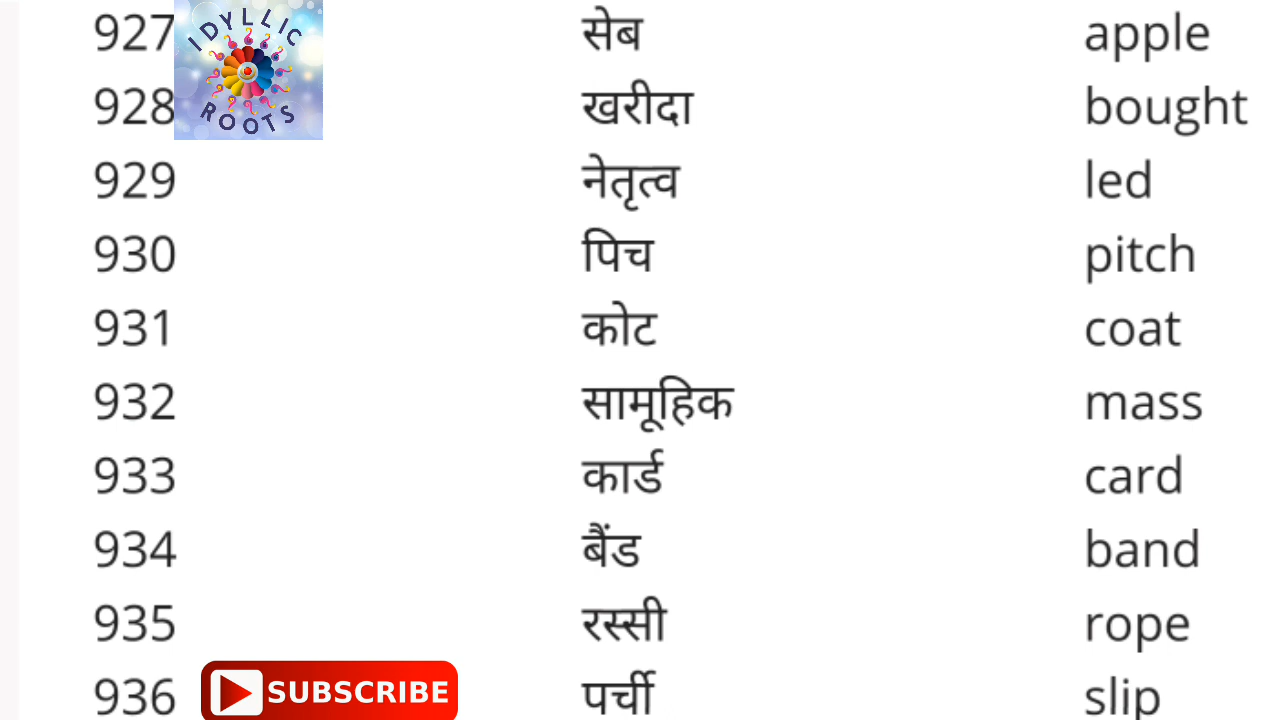 IDYLLIC
ROOTS
927 सेब apple
928 खरीदा bought
929 नेतृत्व led
930 पिच pitch
931 कोट coat
932 सामूहिक mass
933 कार्ड card
934 बैंड band
935 रस्सी rope
936 पर्ची slip
SUBSCRIBE